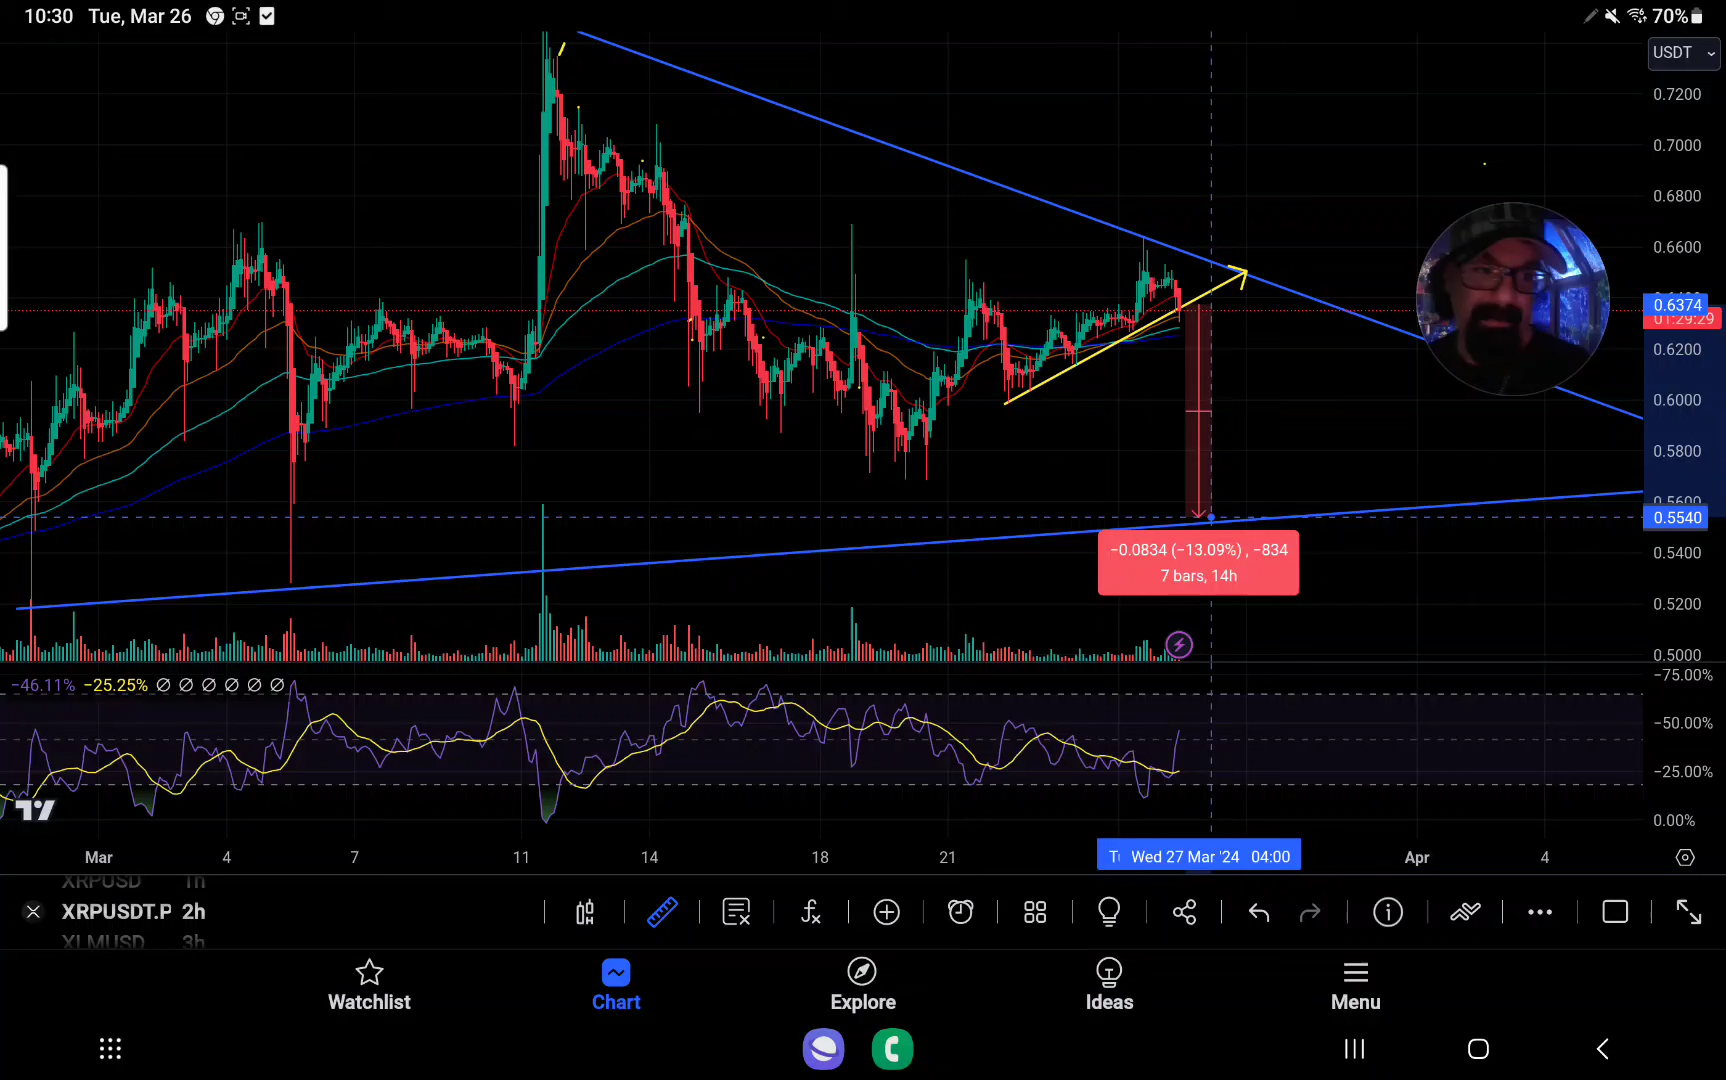 10:30 Tue, Mar 26
70%
USDT
0.7200
0.7000
0.6800
0.6600
0.6374
01:29:29
0.6200
0.6000
0.5800
0.5600
0.5540
0.5400
0.5200
0.5000
−0.0834 (−13.09%) , −834
7 bars, 14h
−46.11% −25.25% ∅ ∅ ∅ ∅ ∅ ∅
−75.00%
−50.00%
−25.00%
0.00%
Mar 4 7 11 14 18 21 Wed 27 Mar '24 04:00 Apr 4
XRPUSD 1h
XRPUSDT.P 2h
XLMUSD 3h
Watchlist Chart Explore Ideas Menu